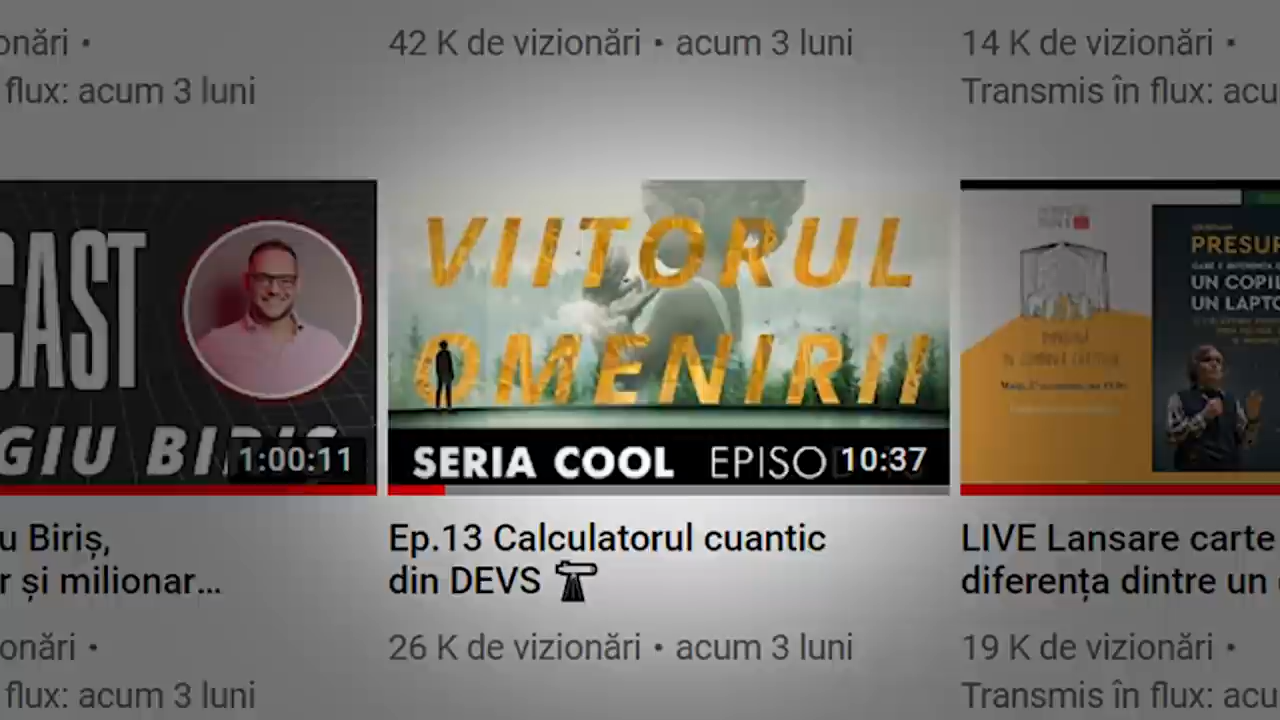 onări •
flux: acum 3 luni
42 K de vizionări • acum 3 luni
14 K de vizionări •
Transmis în flux: acu
CAST
GIU BIRIȘ
1:00:11
VIITORUL
OMENIRII
SERIA COOL EPISO
10:37
PRESUP
UN COPIL
UN LAPTO
u Biriș,
r și milionar...
Ep.13 Calculatorul cuantic
din DEVS
LIVE Lansare carte
diferența dintre un
onări •
flux: acum 3 luni
26 K de vizionări • acum 3 luni
19 K de vizionări •
Transmis în flux: acu